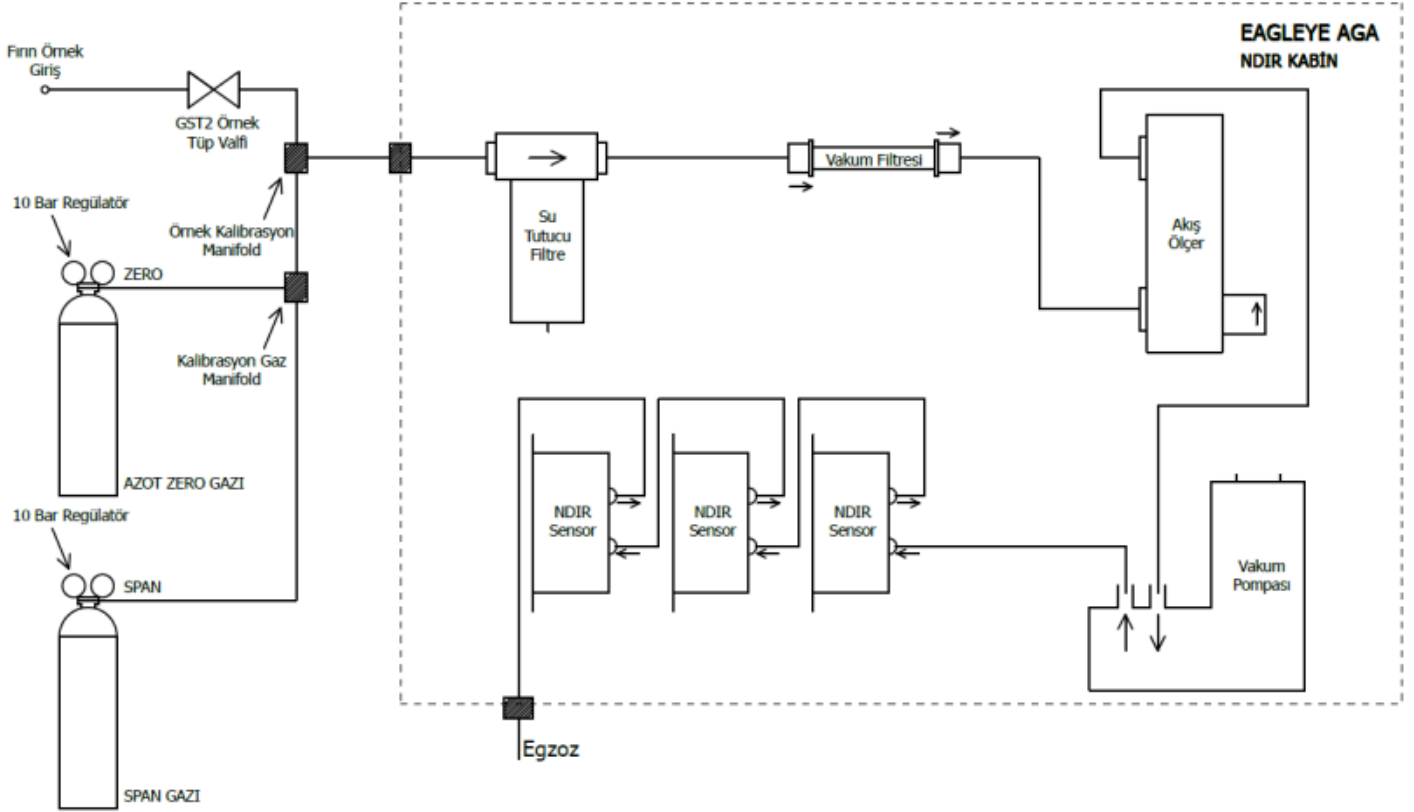 EAGLEYE AGA
NDIR KABİN
Fırın Örnek
Giriş
GST2 Örnek
Tüp Valfi
Vakum Filtresi
10 Bar Regülatör
Örnek Kalibrasyon
Manifold
Su
Tutucu
Filtre
Akış
Ölçer
ZERO
Kalibrasyon Gaz
Manifold
AZOT ZERO GAZI
10 Bar Regülatör
NDIR
Sensor
NDIR
Sensor
NDIR
Sensor
Vakum
Pompası
SPAN
Egzoz
SPAN GAZI